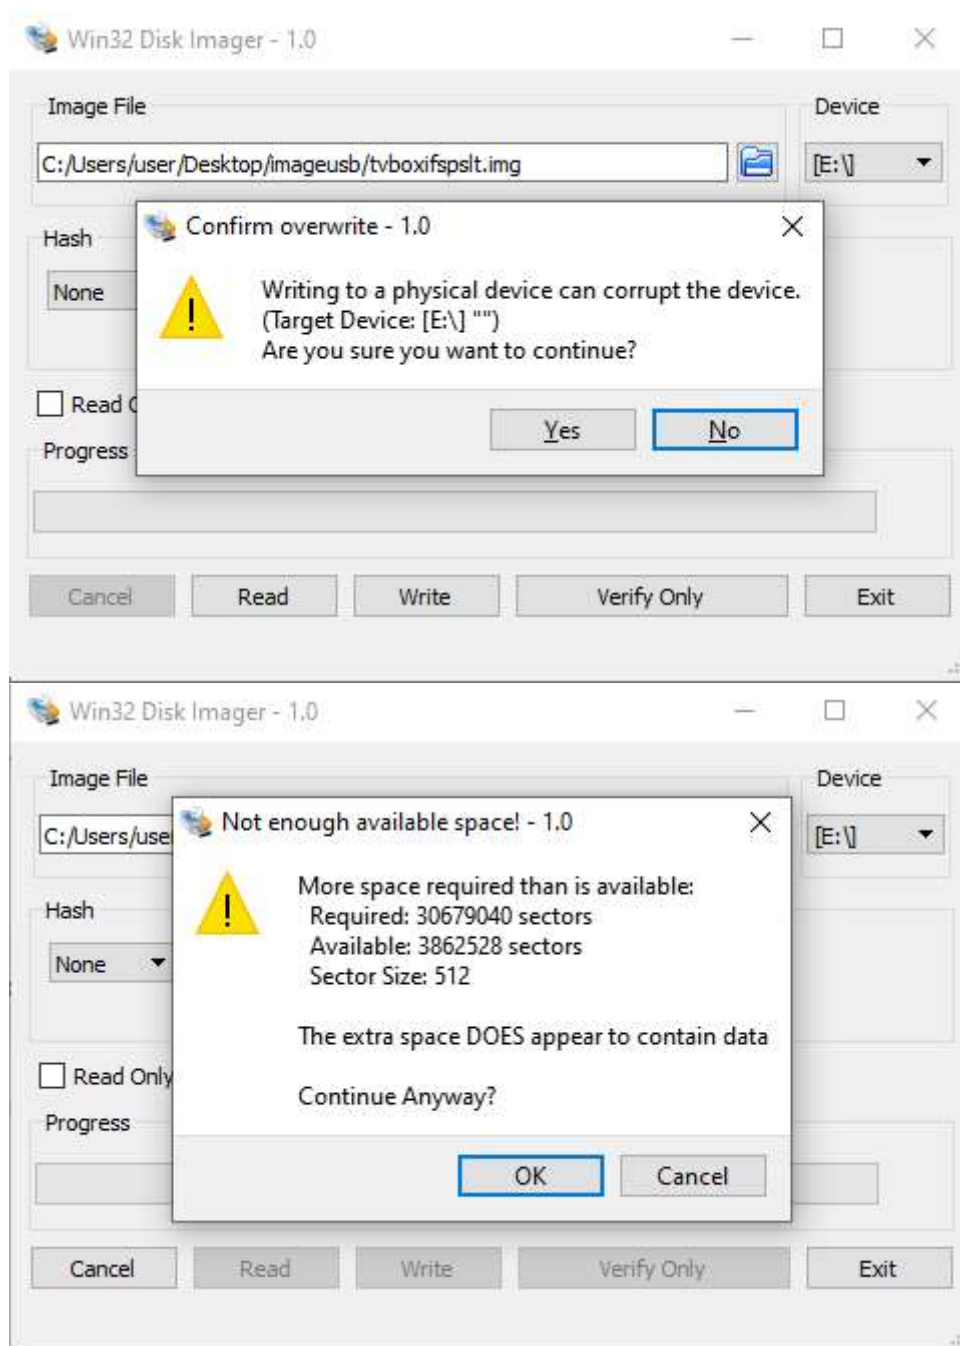 Win32 Disk Imager - 1.0
Image File
Device
C:/Users/user/Desktop/imageusb/tvboxifspslt.img
[E:\]
Confirm overwrite - 1.0
Hash
None
Writing to a physical device can corrupt the device.
(Target Device: [E:\] "")
Are you sure you want to continue?
Read
Yes
No
Progress
Cancel
Read
Write
Verify Only
Exit
Win32 Disk Imager - 1.0
Image File
Device
Not enough available space! - 1.0
C:/Users/use
[E:\]
More space required than is available:
Required: 30679040 sectors
Available: 3862528 sectors
Sector Size: 512
Hash
None
The extra space DOES appear to contain data
Read Only
Continue Anyway?
Progress
OK
Cancel
Cancel
Read
Write
Verify Only
Exit